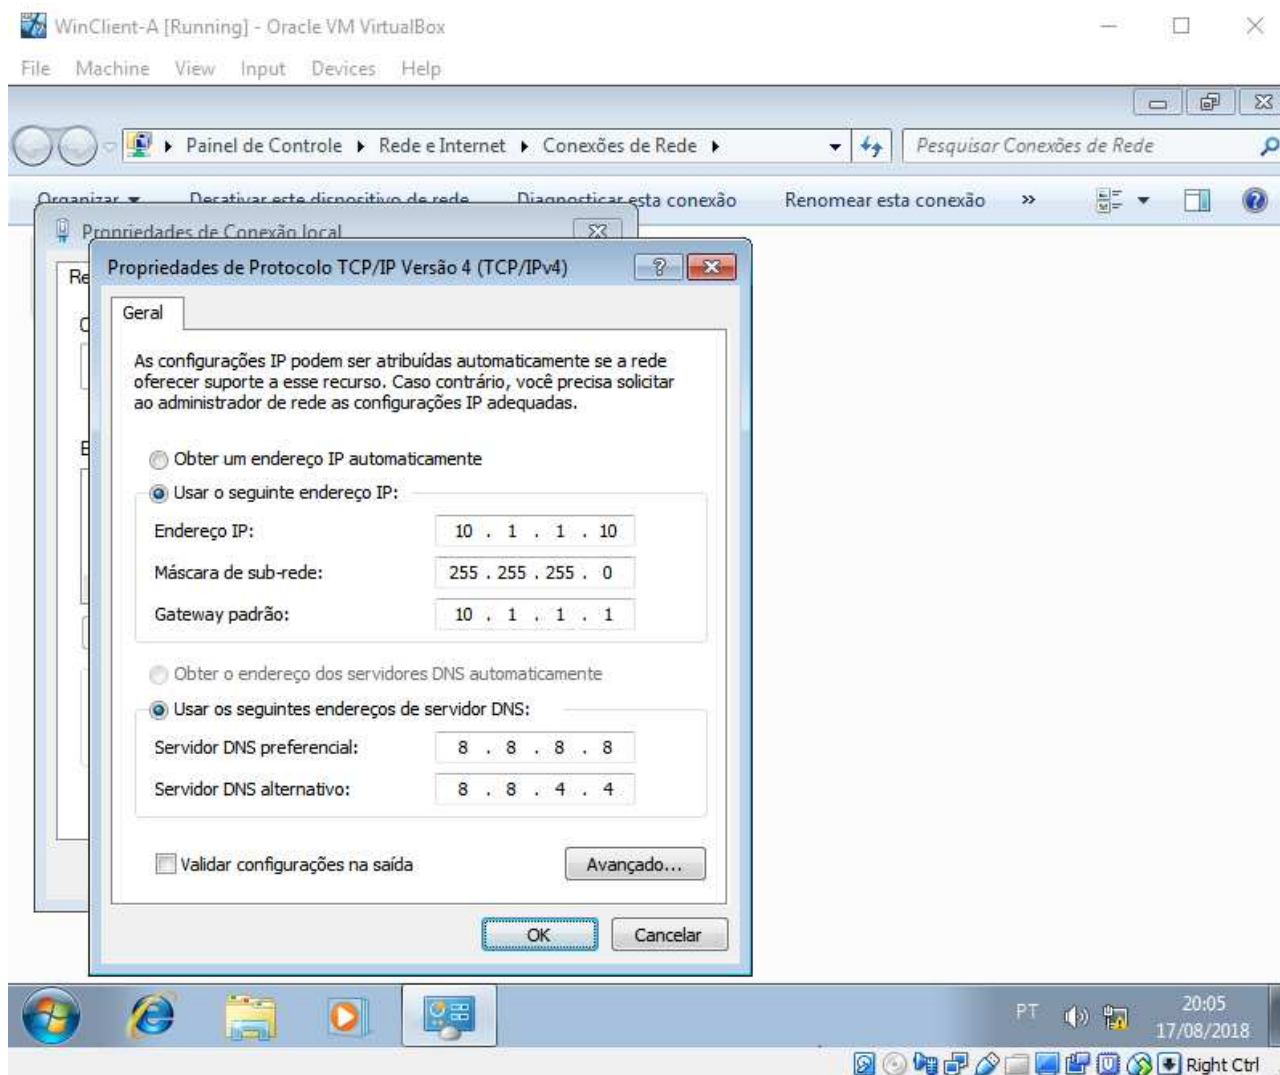 WinClient-A [Running] - Oracle VM VirtualBox
File Machine View Input Devices Help
Painel de Controle Rede e Internet Conexões de Rede Pesquisar Conexões de Rede
Organizar Desativar este dispositivo de rede Diagnosticar esta conexão Renomear esta conexão »
Propriedades de Conexão local
Re
Propriedades de Protocolo TCP/IP Versão 4 (TCP/IPv4)
Geral
As configurações IP podem ser atribuídas automaticamente se a rede
oferecer suporte a esse recurso. Caso contrário, você precisa solicitar
ao administrador de rede as configurações IP adequadas.
Obter um endereço IP automaticamente
Usar o seguinte endereço IP:
Endereço IP: 10 . 1 . 1 . 10
Máscara de sub-rede: 255 . 255 . 255 . 0
Gateway padrão: 10 . 1 . 1 . 1
Obter o endereço dos servidores DNS automaticamente
Usar os seguintes endereços de servidor DNS:
Servidor DNS preferencial: 8 . 8 . 8 . 8
Servidor DNS alternativo: 8 . 8 . 4 . 4
Validar configurações na saída Avançado...
OK Cancelar
PT 20:05
17/08/2018
Right Ctrl